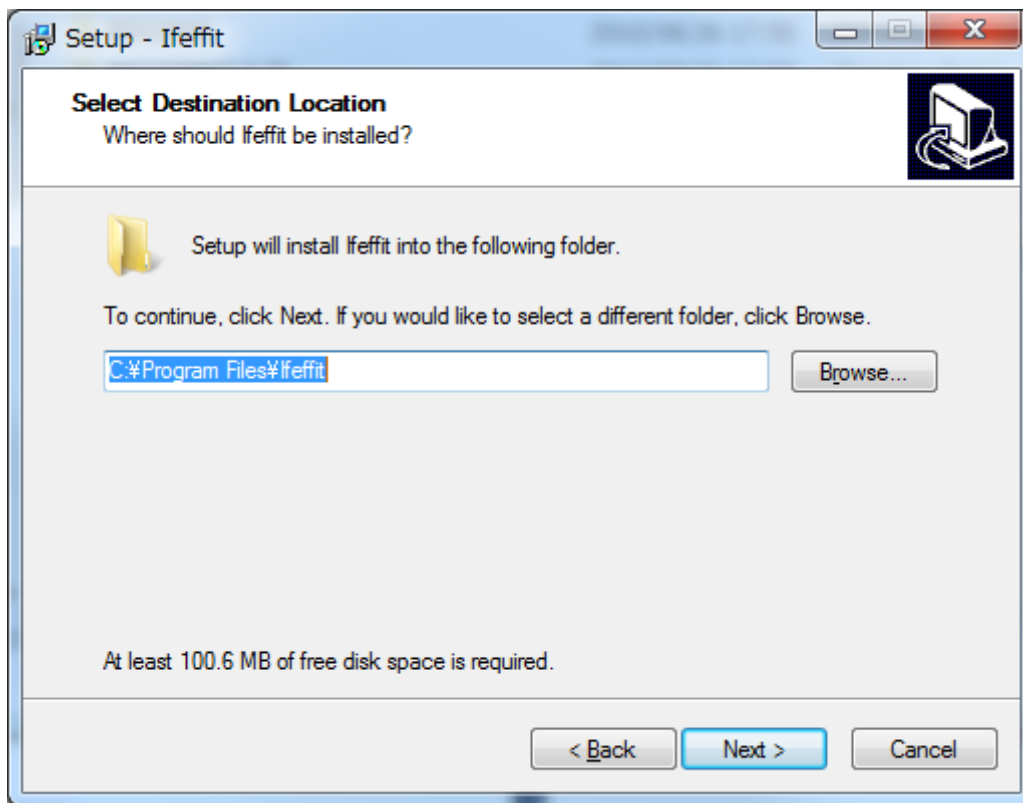 Setup - Ifeffit
Select Destination Location
Where should Ifeffit be installed?
Setup will install Ifeffit into the following folder.
To continue, click Next. If you would like to select a different folder, click Browse.
C:¥Program Files¥Ifeffit
Browse...
At least 100.6 MB of free disk space is required.
< Back
Next >
Cancel